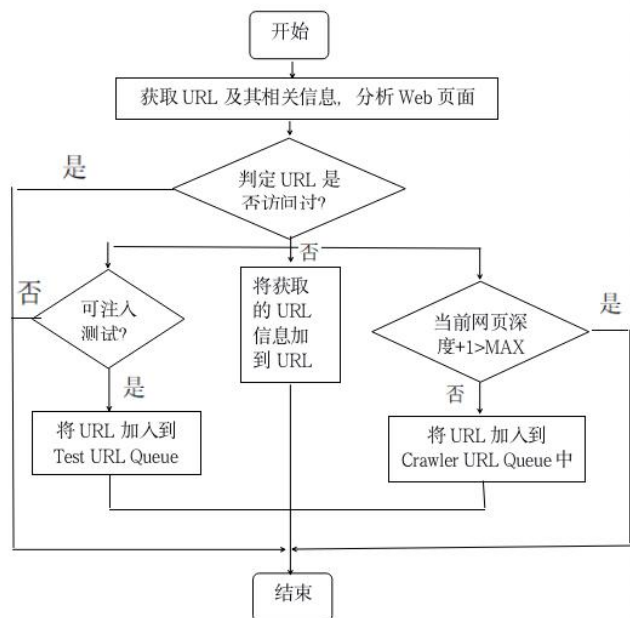 开始
获取 URL 及其相关信息, 分析 Web 页面
是
判定 URL 是
否访问过?
否
否
可注入
测试?
将获取
的 URL
信息加
到 URL
当前网页深
度+1>MAX
是
是
否
将 URL 加入到
Test URL Queue
将 URL 加入到
Crawler URL Queue 中
结束